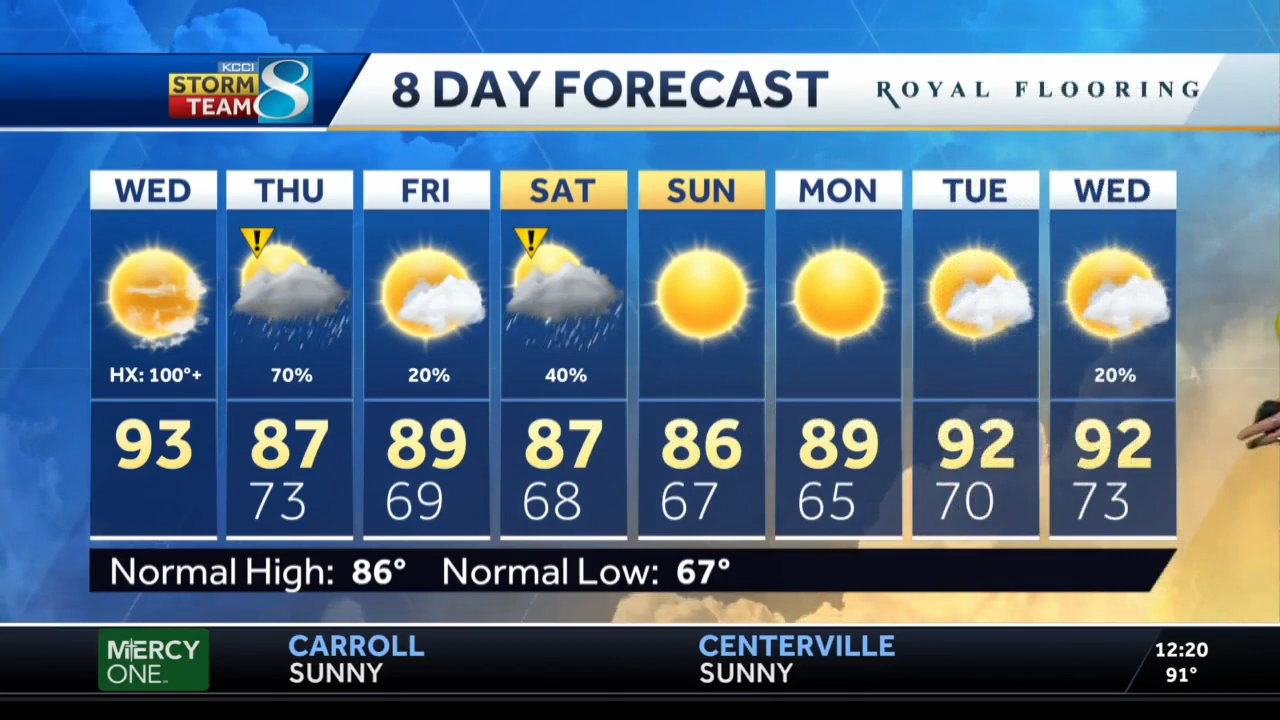 KCCI
STORM
TEAM 8
8 DAY FORECAST
ROYAL FLOORING
WED THU FRI SAT SUN MON TUE WED
! !
HX: 100°+ 70% 20% 40% 20%
93 87 89 87 86 89 92 92
73 69 68 67 65 70 73
Normal High: 86° Normal Low: 67°
MERCY
ONE
CARROLL CENTERVILLE
SUNNY SUNNY
12:20
91°